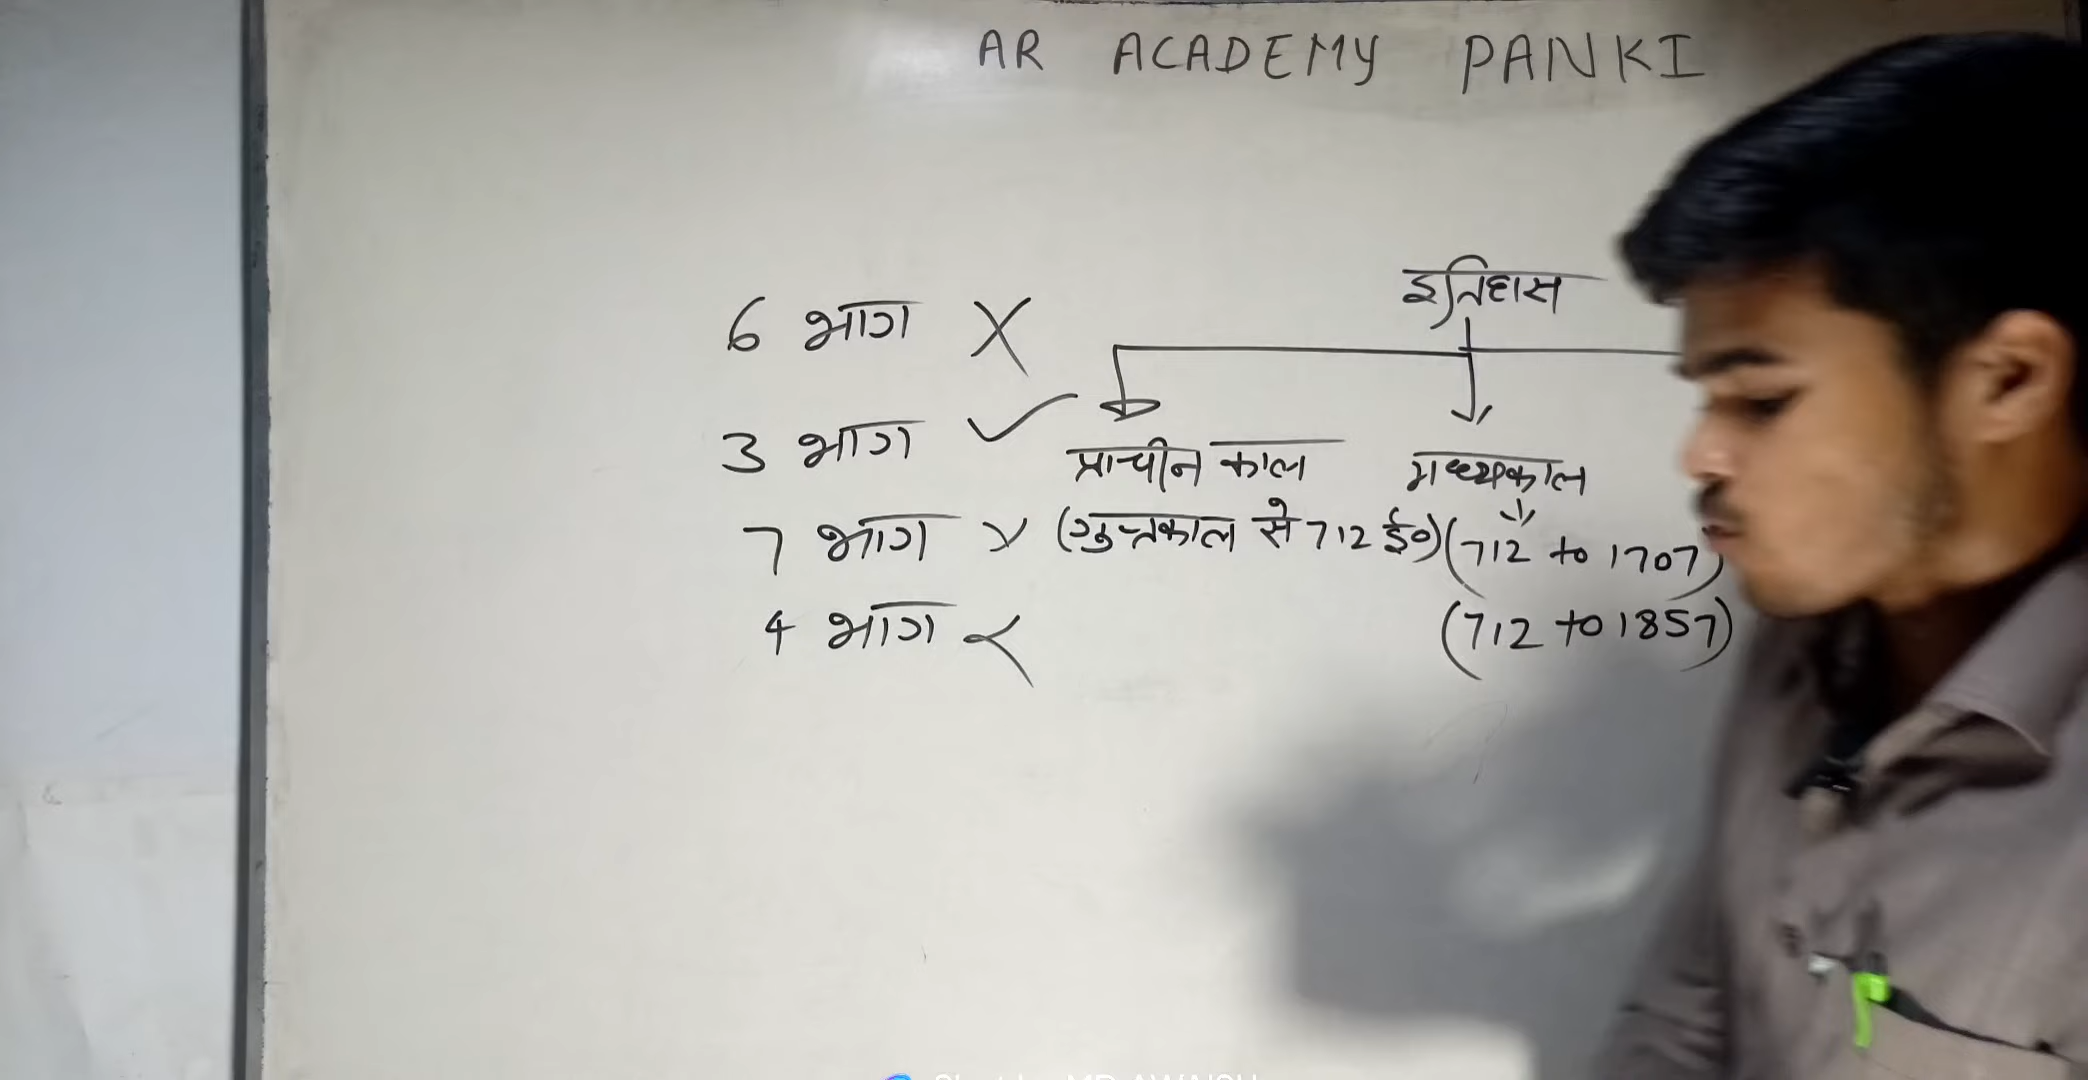 AR ACADEMY PANKI
इतिहास
6 भाग X
3 भाग ✓
प्राचीन काल मध्यकाल
7 भाग x (गुप्तकाल से 712 ई०) (712 to 1707)
4 भाग
(712 to 1857)